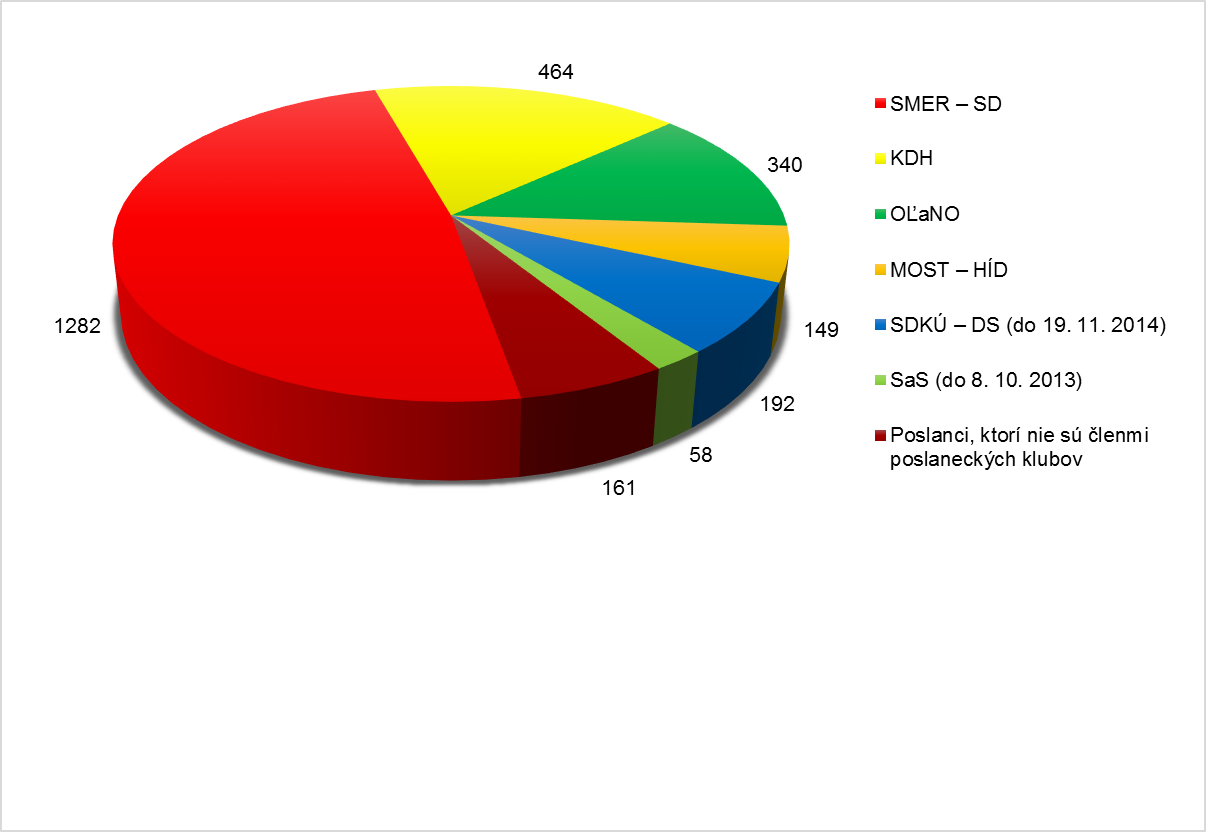 464
340
1282
149
192
58
161
SMER – SD
KDH
OĽaNO
MOST – HÍD
SDKÚ – DS (do 19. 11. 2014)
SaS (do 8. 10. 2013)
Poslanci, ktorí nie sú členmi
poslaneckých klubov